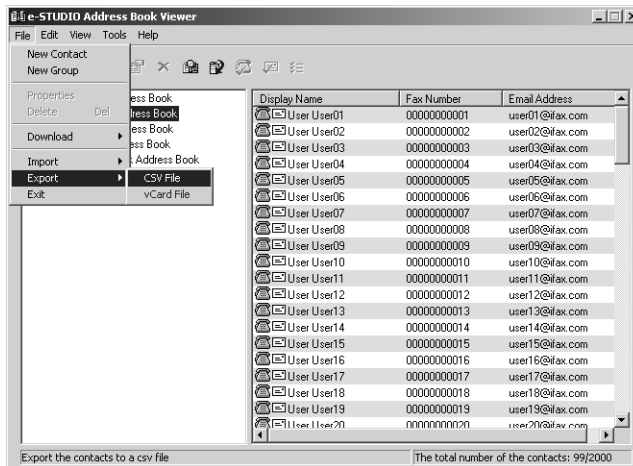 e-STUDIO Address Book Viewer
File Edit View Tools Help
New Contact
New Group
Properties
Delete Del
Download
Import
Export
Exit
CSV File
vCard File
ess Book
ress Book
ess Book
ess Book
Address Book
Display Name Fax Number Email Address
User User01 00000000001 user01@ifax.com
User User02 00000000002 user02@ifax.com
User User03 00000000003 user03@ifax.com
User User04 00000000004 user04@ifax.com
User User05 00000000005 user05@ifax.com
User User06 00000000006 user06@ifax.com
User User07 00000000007 user07@ifax.com
User User08 00000000008 user08@ifax.com
User User09 00000000009 user09@ifax.com
User User10 00000000010 user10@ifax.com
User User11 00000000011 user11@ifax.com
User User12 00000000012 user12@ifax.com
User User13 00000000013 user13@ifax.com
User User14 00000000014 user14@ifax.com
User User15 00000000015 user15@ifax.com
User User16 00000000016 user16@ifax.com
User User17 00000000017 user17@ifax.com
User User18 00000000018 user18@ifax.com
User User19 00000000019 user19@ifax.com
User User20 00000000020 user20@ifax.com
Export the contacts to a csv file
The total number of the contacts: 99/2000